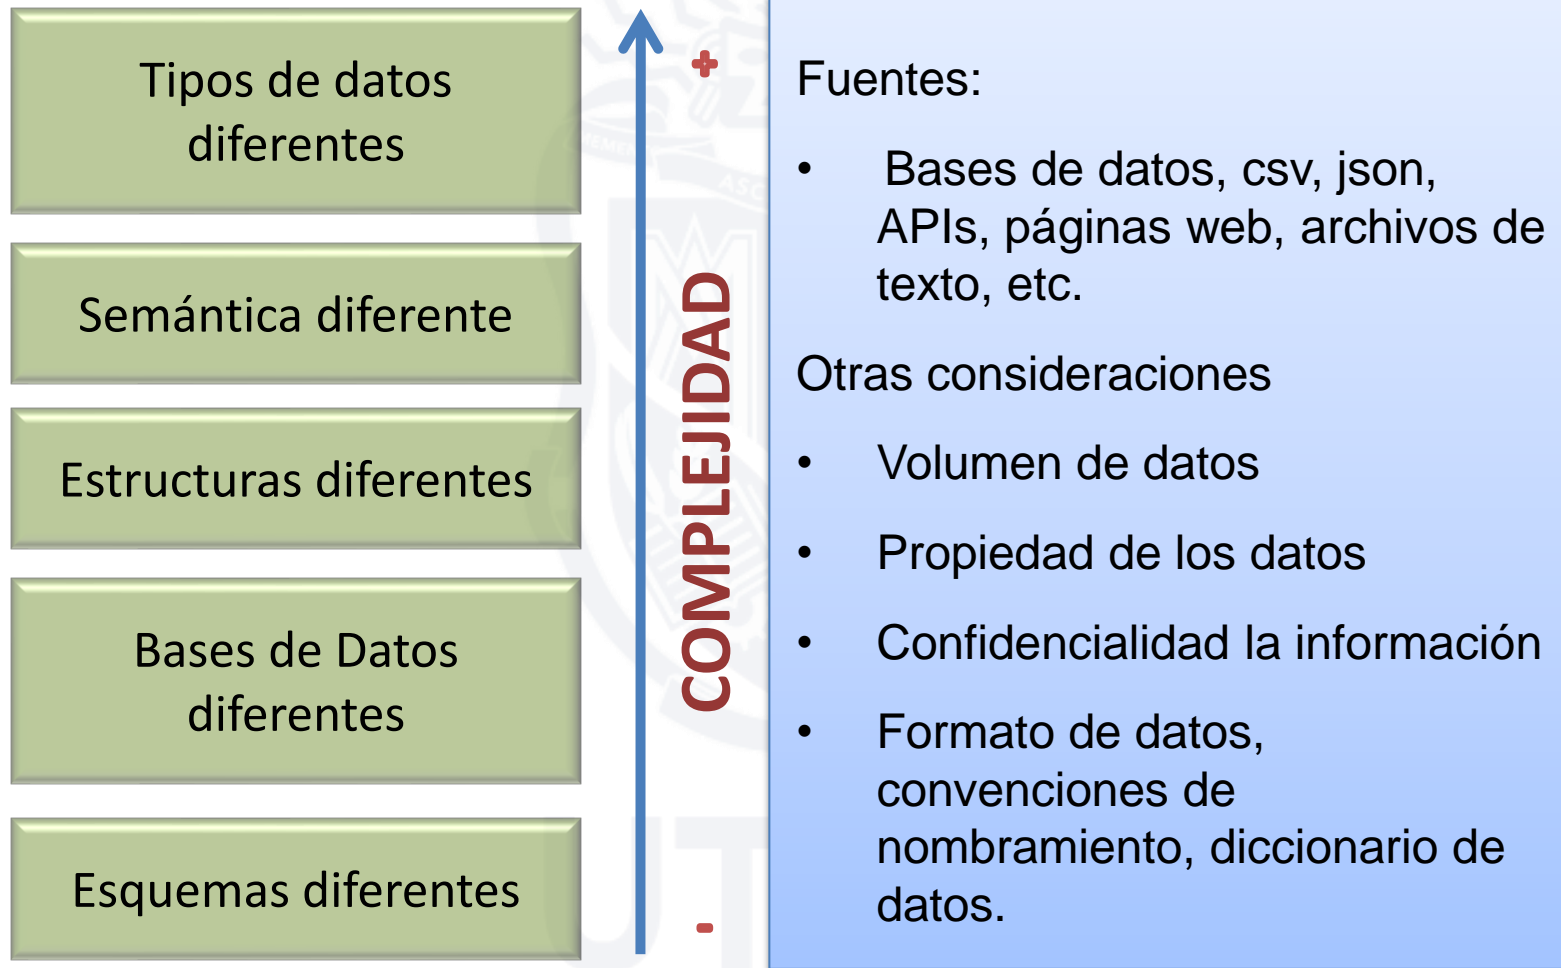 Tipos de datos
diferentes
Semántica diferente
Estructuras diferentes
Bases de Datos
diferentes
Esquemas diferentes
+
COMPLEJIDAD
-
Fuentes:
• Bases de datos, csv, json,
APIs, páginas web, archivos de
texto, etc.
Otras consideraciones
• Volumen de datos
• Propiedad de los datos
• Confidencialidad la información
• Formato de datos,
convenciones de
nombramiento, diccionario de
datos.